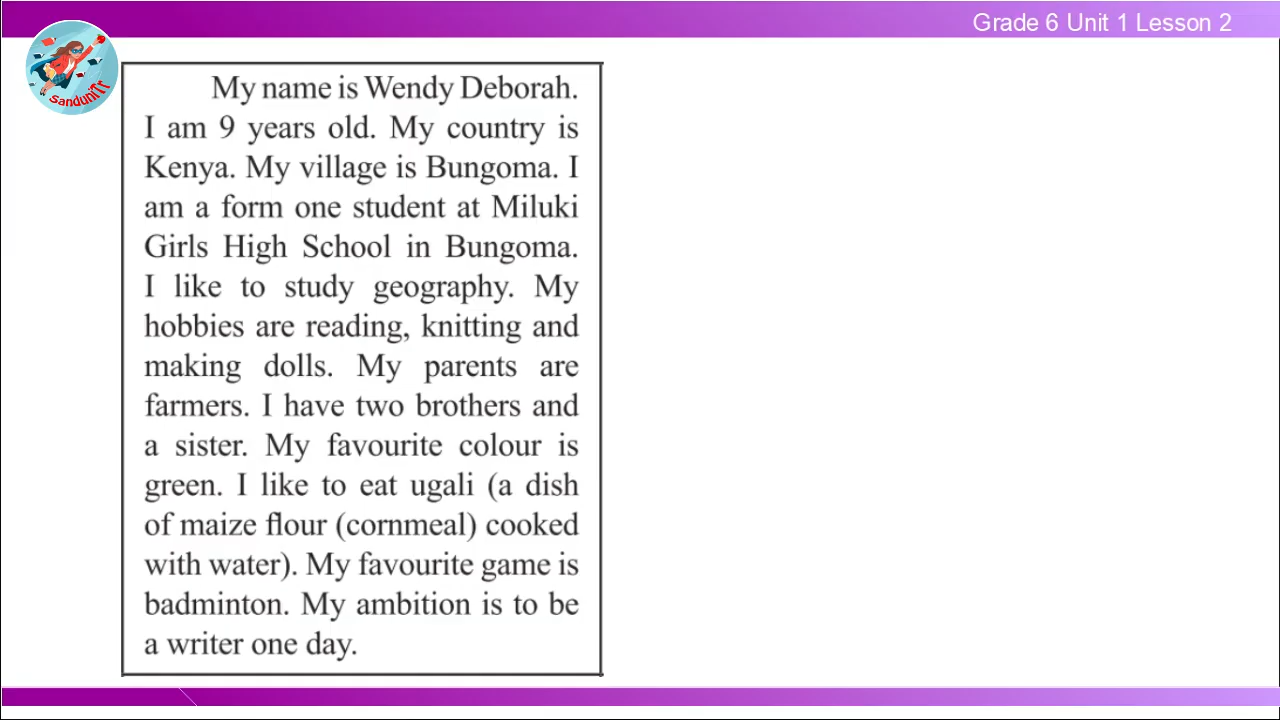 Grade 6 Unit 1 Lesson 2
SanduniTr
My name is Wendy Deborah.
I am 9 years old. My country is
Kenya. My village is Bungoma. I
am a form one student at Miluki
Girls High School in Bungoma.
I like to study geography. My
hobbies are reading, knitting and
making dolls. My parents are
farmers. I have two brothers and
a sister. My favourite colour is
green. I like to eat ugali (a dish
of maize flour (cornmeal) cooked
with water). My favourite game is
badminton. My ambition is to be
a writer one day.